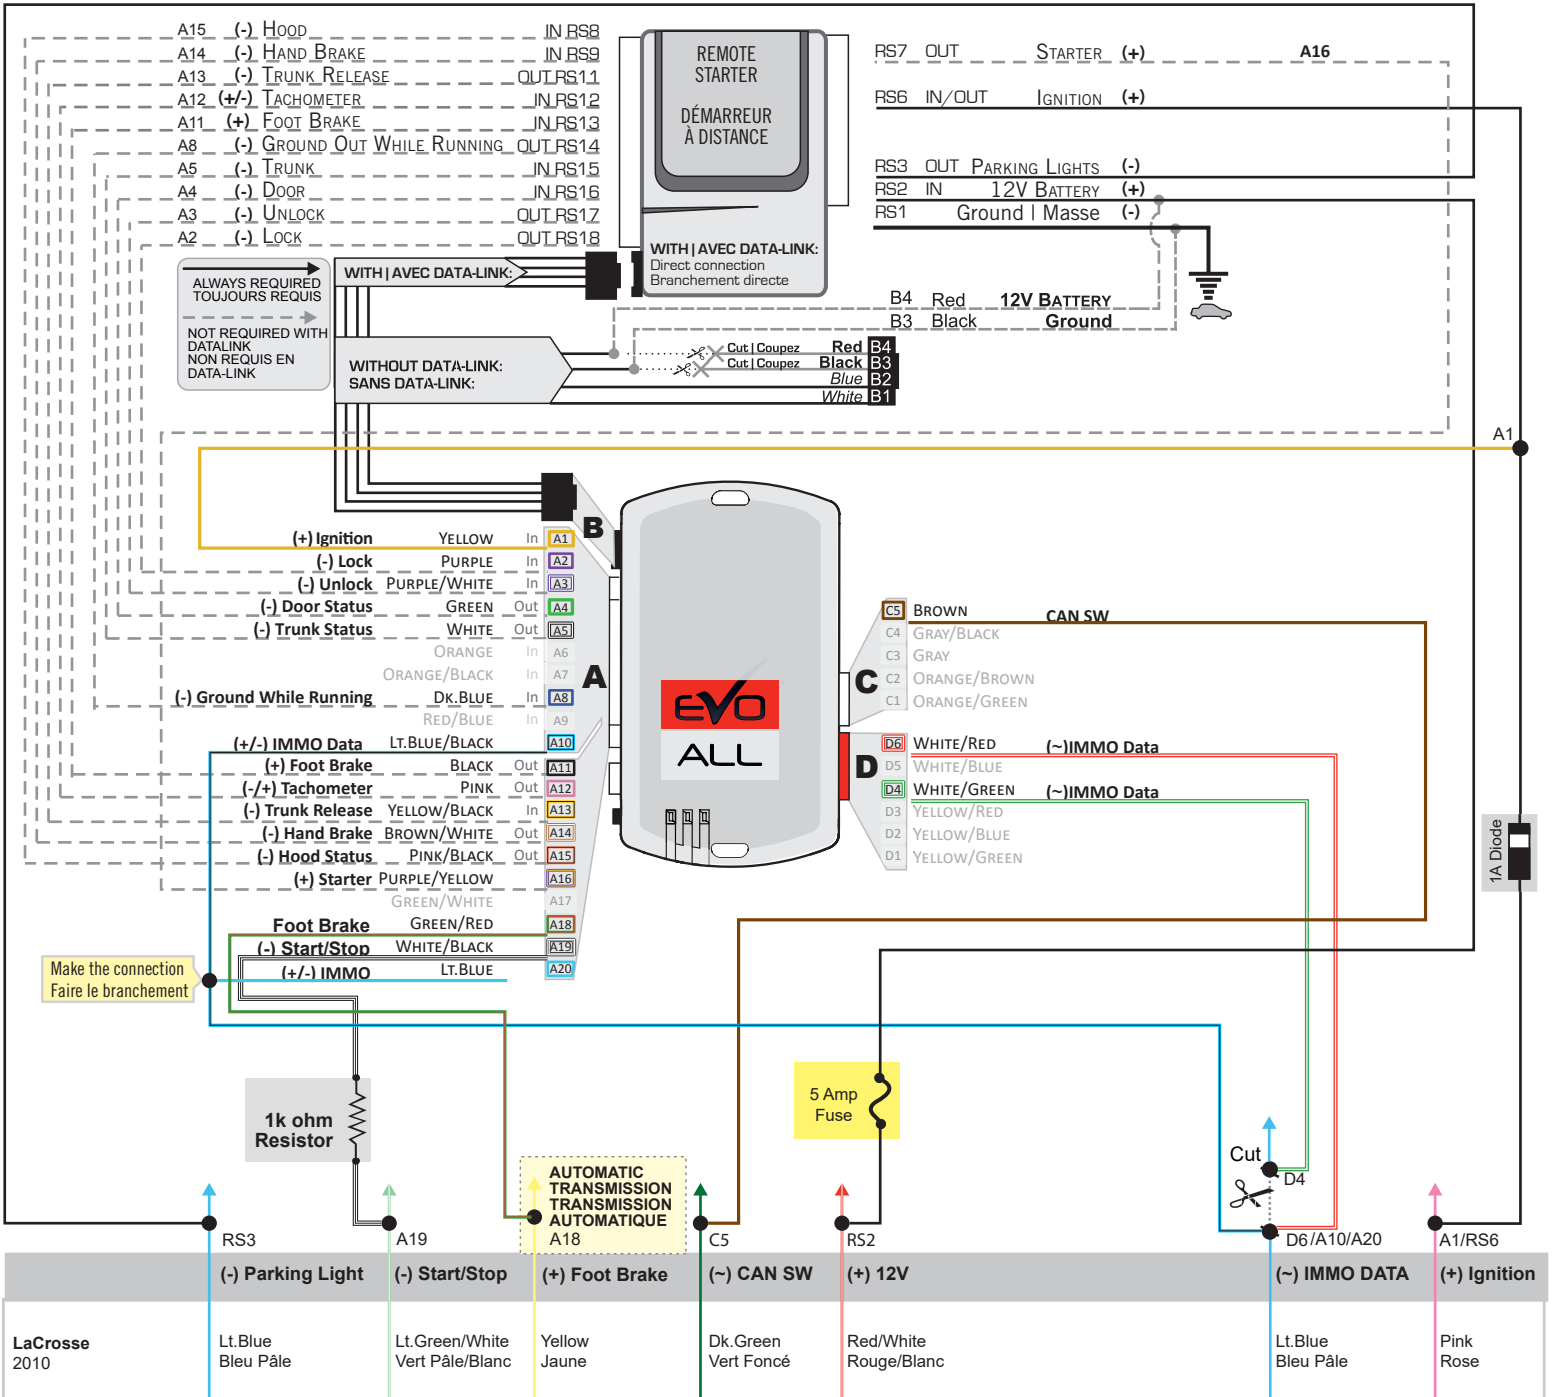 A15 (-) HOOD IN RS8
A14 (-) HAND BRAKE IN RS9
A13 (-) TRUNK RELEASE OUT RS11
A12 (+/-) TACHOMETER IN RS12
A11 (+) FOOT BRAKE IN RS13
A8 (-) GROUND OUT WHILE RUNNING OUT RS14
A5 (-) TRUNK IN RS15
A4 (-) DOOR IN RS16
A3 (-) UNLOCK OUT RS17
A2 (-) LOCK OUT RS18
REMOTE
STARTER
DÉMARREUR
À DISTANCE
WITH | AVEC DATA-LINK:
Direct connection
Branchement directe
RS7 OUT STARTER (+) A16
RS6 IN/OUT IGNITION (+)
RS3 OUT PARKING LIGHTS (-)
RS2 IN 12V BATTERY (+)
RS1 Ground | Masse (-)
ALWAYS REQUIRED
TOUJOURS REQUIS
NOT REQUIRED WITH
DATALINK
NON REQUIS EN
DATA-LINK
WITH | AVEC DATA-LINK:
WITHOUT DATA-LINK:
SANS DATA-LINK:
B4 Red 12V BATTERY
B3 Black Ground
Cut | Coupez Red B4
Cut | Coupez Black B3
Blue B2
White B1
A1
B
A
C
D
(+) Ignition YELLOW In A1
(-) Lock PURPLE In A2
(-) Unlock PURPLE/WHITE In A3
(-) Door Status GREEN Out A4
(-) Trunk Status WHITE Out A5
ORANGE In A6
ORANGE/BLACK In A7
(-) Ground While Running DK.BLUE In A8
RED/BLUE In A9
(+/-) IMMO Data LT.BLUE/BLACK A10
(+) Foot Brake BLACK Out A11
(-/+) Tachometer PINK Out A12
(-) Trunk Release YELLOW/BLACK In A13
(-) Hand Brake BROWN/WHITE Out A14
(-) Hood Status PINK/BLACK Out A15
(+) Starter PURPLE/YELLOW A16
GREEN/WHITE A17
Foot Brake GREEN/RED A18
(-) Start/Stop WHITE/BLACK A19
(+/-) IMMO LT.BLUE A20
EVO
ALL
C5 BROWN CAN SW
C4 GRAY/BLACK
C3 GRAY
C2 ORANGE/BROWN
C1 ORANGE/GREEN
D6 WHITE/RED (~)IMMO Data
D5 WHITE/BLUE
D4 WHITE/GREEN (~)IMMO Data
D3 YELLOW/RED
D2 YELLOW/BLUE
D1 YELLOW/GREEN
1A Diode
Make the connection
Faire le branchement
1k ohm
Resistor
5 Amp
Fuse
AUTOMATIC
TRANSMISSION
TRANSMISSION
AUTOMATIQUE
A18
Cut
D4
RS3
A19
C5
RS2
D6/A10/A20
A1/RS6
(-) Parking Light (-) Start/Stop (+) Foot Brake (~) CAN SW (+) 12V (~) IMMO DATA (+) Ignition
LaCrosse
2010
Lt.Blue
Bleu Pâle
Lt.Green/White
Vert Pâle/Blanc
Yellow
Jaune
Dk.Green
Vert Foncé
Red/White
Rouge/Blanc
Lt.Blue
Bleu Pâle
Pink
Rose